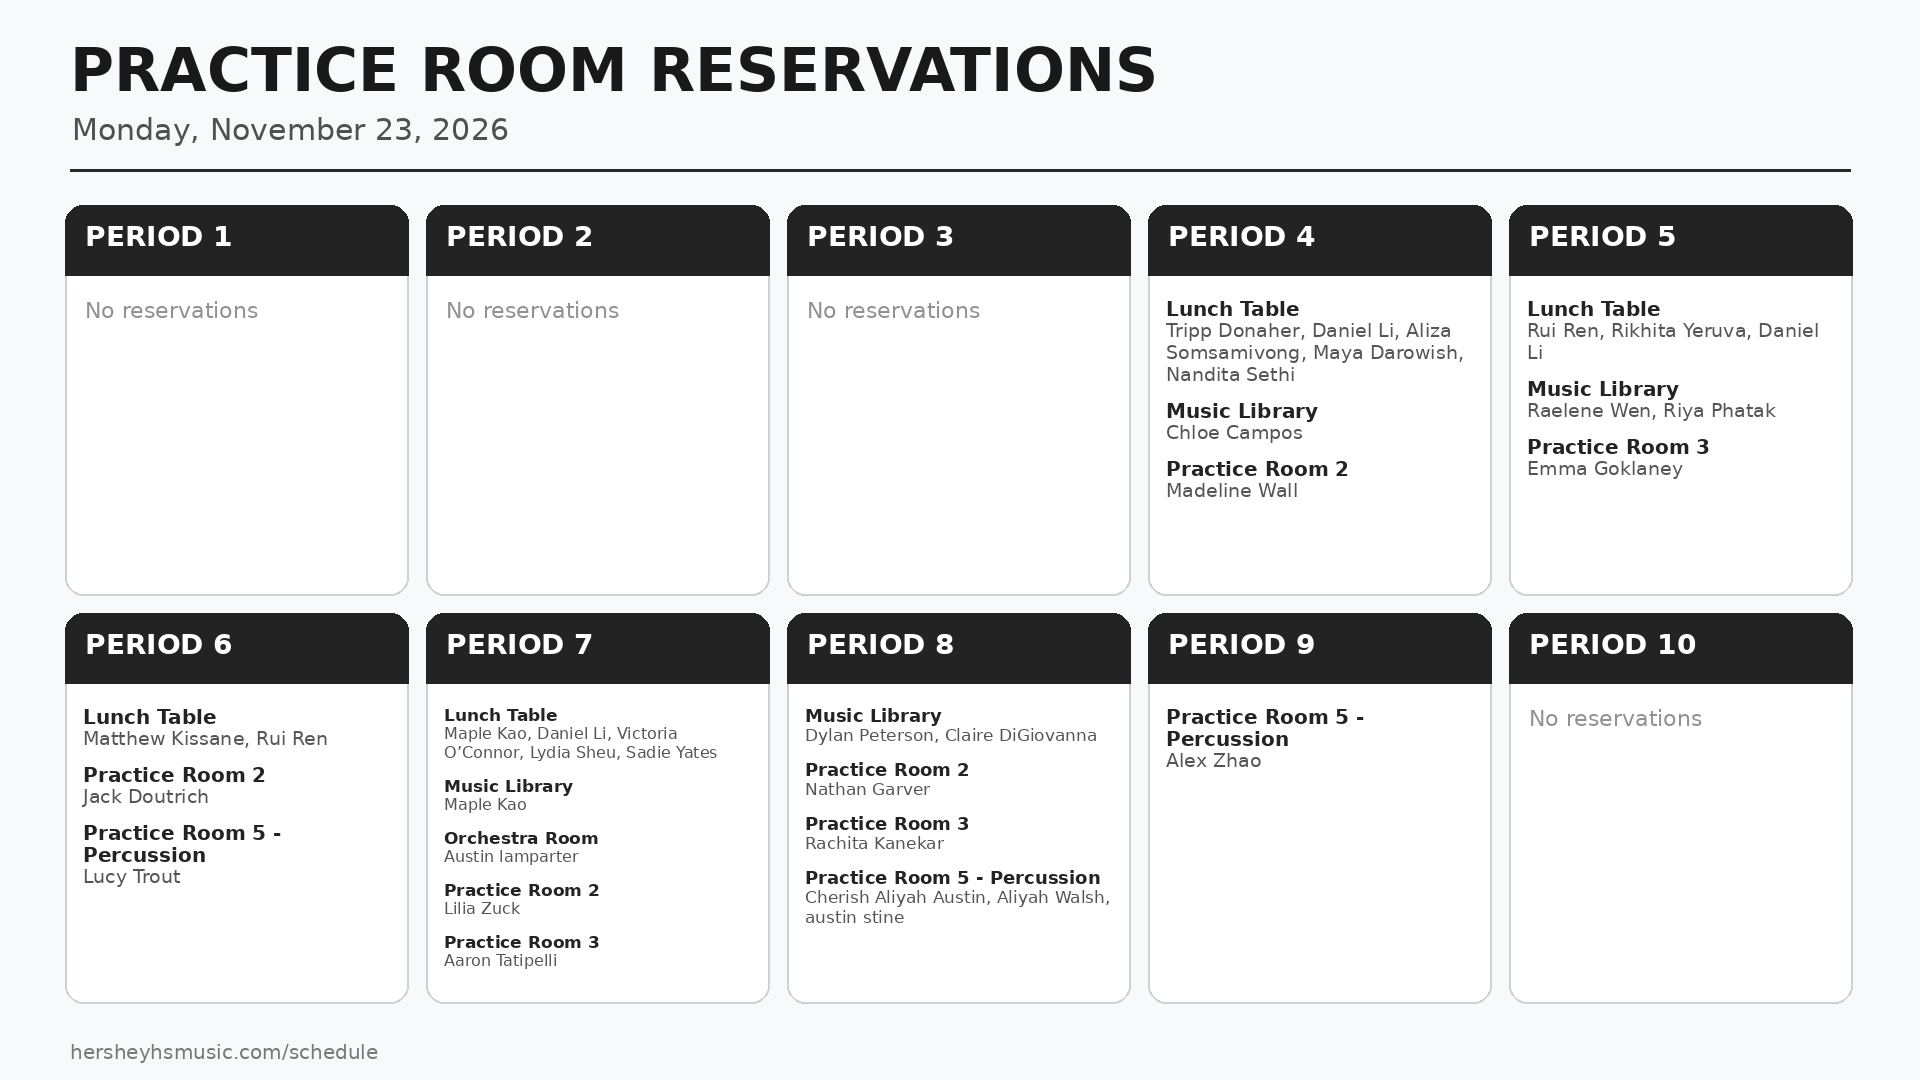 PRACTICE ROOM RESERVATIONS
Monday, November 23, 2026
PERIOD 1
No reservations
PERIOD 2
No reservations
PERIOD 3
No reservations
PERIOD 4
Lunch Table
Tripp Donaher, Daniel Li, Aliza
Somsamivong, Maya Darowish,
Nandita Sethi
Music Library
Chloe Campos
Practice Room 2
Madeline Wall
PERIOD 5
Lunch Table
Rui Ren, Rikhita Yeruva, Daniel
Li
Music Library
Raelene Wen, Riya Phatak
Practice Room 3
Emma Goklaney
PERIOD 6
Lunch Table
Matthew Kissane, Rui Ren
Practice Room 2
Jack Doutrich
Practice Room 5 -
Percussion
Lucy Trout
PERIOD 7
Lunch Table
Maple Kao, Daniel Li, Victoria
O’Connor, Lydia Sheu, Sadie Yates
Music Library
Maple Kao
Orchestra Room
Austin lamparter
Practice Room 2
Lilia Zuck
Practice Room 3
Aaron Tatipelli
PERIOD 8
Music Library
Dylan Peterson, Claire DiGiovanna
Practice Room 2
Nathan Garver
Practice Room 3
Rachita Kanekar
Practice Room 5 - Percussion
Cherish Aliyah Austin, Aliyah Walsh,
austin stine
PERIOD 9
Practice Room 5 -
Percussion
Alex Zhao
PERIOD 10
No reservations
hersheyhsmusic.com/schedule